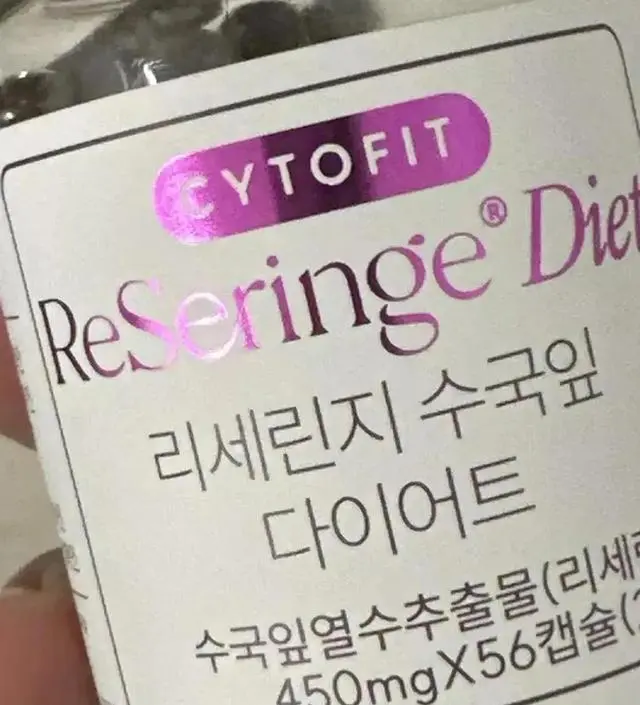 CYTOFIT
ReSeringe® Diet
리세린지 수국잎
다이어트
수국잎열수추출물(리세린
450mgX56캡슐(